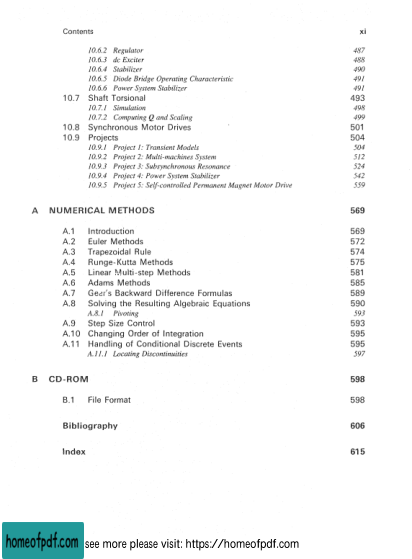 Contents xi
10.6.2 Regulator 487
10.6.3 dc Exciter 488
10.6.4 Stabilizer 490
10.6.5 Diode Bridge Operating Characteristic 491
10.6.6 Power System Stabilizer 491
10.7 Shaft Torsional 493
10.7.1 Simulation 498
10.7.2 Computing Q and Scaling 499
10.8 Synchronous Motor Drives 501
10.9 Projects 504
10.9.1 Project 1: Transient Models 504
10.9.2 Project 2: Multi-machines System 512
10.9.3 Project 3: Subsynchronous Resonance 524
10.9.4 Project 4: Power System Stabilizer 542
10.9.5 Project 5: Self-controlled Permanent Magnet Motor Drive 559
A NUMERICAL METHODS 569
A.1 Introduction 569
A.2 Euler Methods 572
A.3 Trapezoidal Rule 574
A.4 Runge-Kutta Methods 575
A.5 Linear Multi-step Methods 581
A.6 Adams Methods 585
A.7 Gear's Backward Difference Formulas 589
A.8 Solving the Resulting Algebraic Equations 590
A.8.1 Pivoting 593
A.9 Step Size Control 593
A.10 Changing Order of Integration 595
A.11 Handling of Conditional Discrete Events 595
A.11.1 Locating Discontinuities 597
B CD-ROM 598
B.1 File Format 598
Bibliography 606
Index 615
homeofpdf.com see more please visit: https://homeofpdf.com